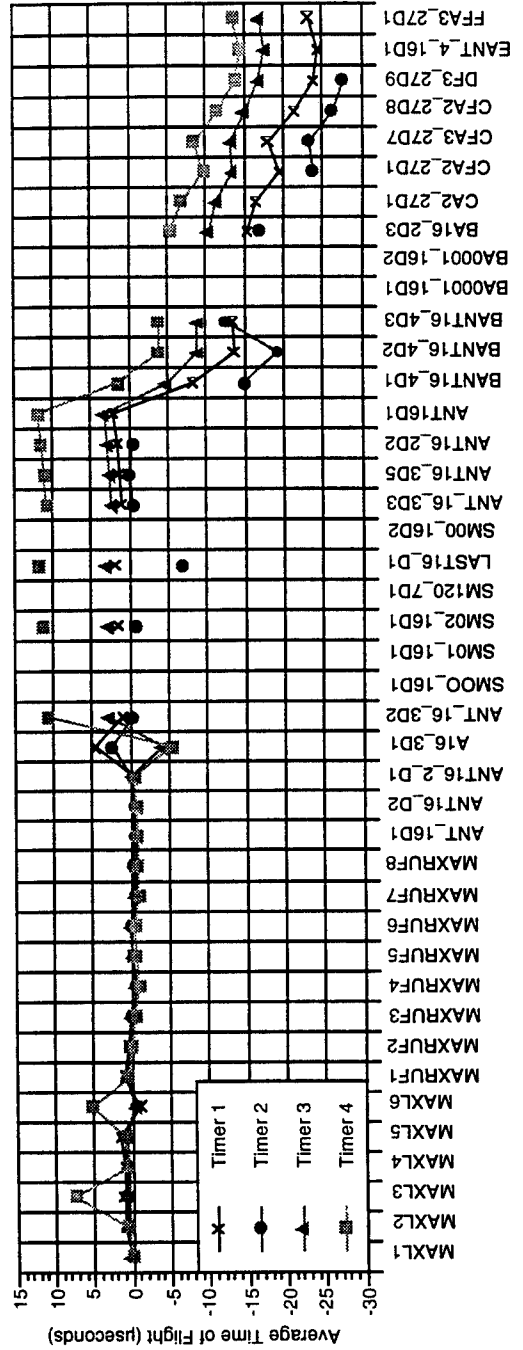 Average Time of Flight (µseconds)
15
10
5
0
-5
-10
-15
-20
-25
-30
Timer 1
Timer 2
Timer 3
Timer 4
MAXL1
MAXL2
MAXL3
MAXL4
MAXL5
MAXL6
MAXRUF1
MAXRUF2
MAXRUF3
MAXRUF4
MAXRUF5
MAXRUF6
MAXRUF7
MAXRUF8
ANT_16D1
ANT16_D2
ANT16_2_D1
A16_3D1
ANT_16_3D2
SMOO_16D1
SM01_16D1
SM02_16D1
SM120_7D1
LAST16_D1
SM00_16D2
ANT_16_3D3
ANT16_3D5
ANT16_2D2
ANT16D1
BANT16_4D1
BANT16_4D2
BANT16_4D3
BA0001_16D1
BA0001_16D2
BA16_2D3
CA2_27D1
CFA2_27D1
CFA3_27D7
CFA2_27D8
DF3_27D9
EANT_4_16D1
FFA3_27D1